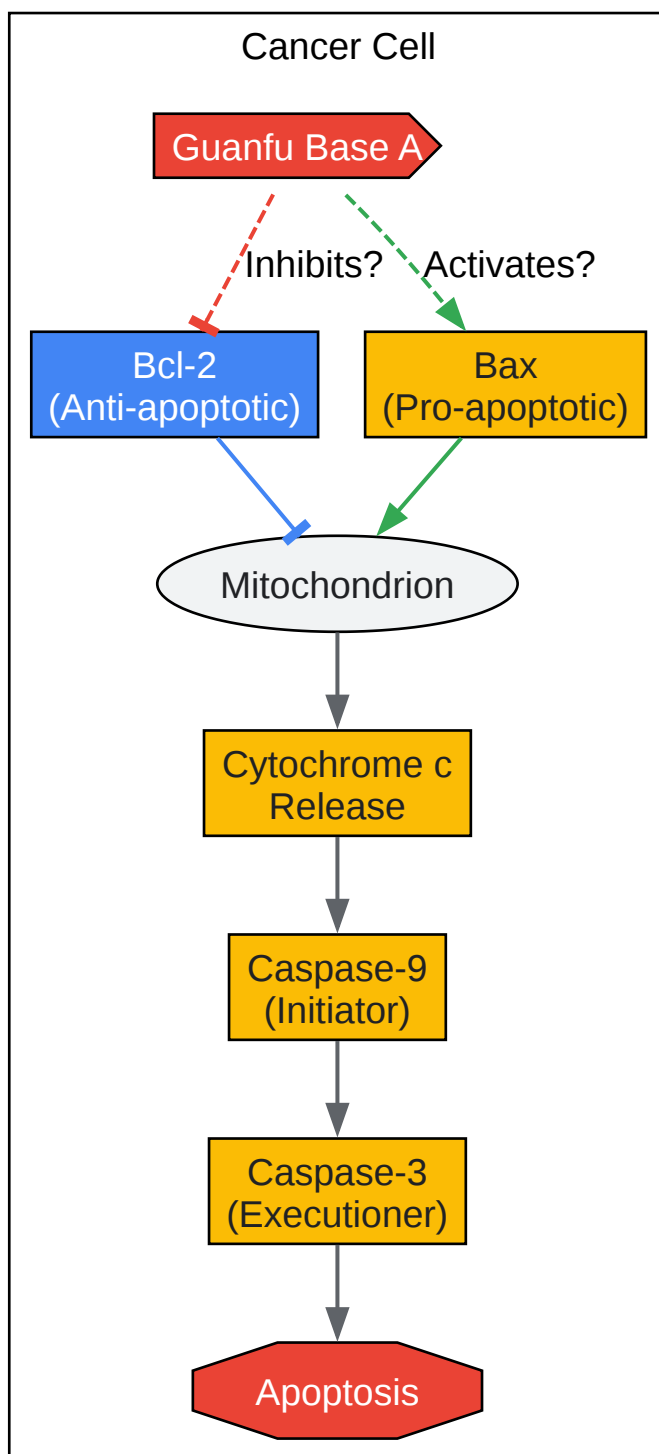 Cancer Cell
Guanfu Base A
Inhibits?
Activates?
Bcl-2
(Anti-apoptotic)
Bax
(Pro-apoptotic)
Mitochondrion
Cytochrome c
Release
Caspase-9
(Initiator)
Caspase-3
(Executioner)
Apoptosis